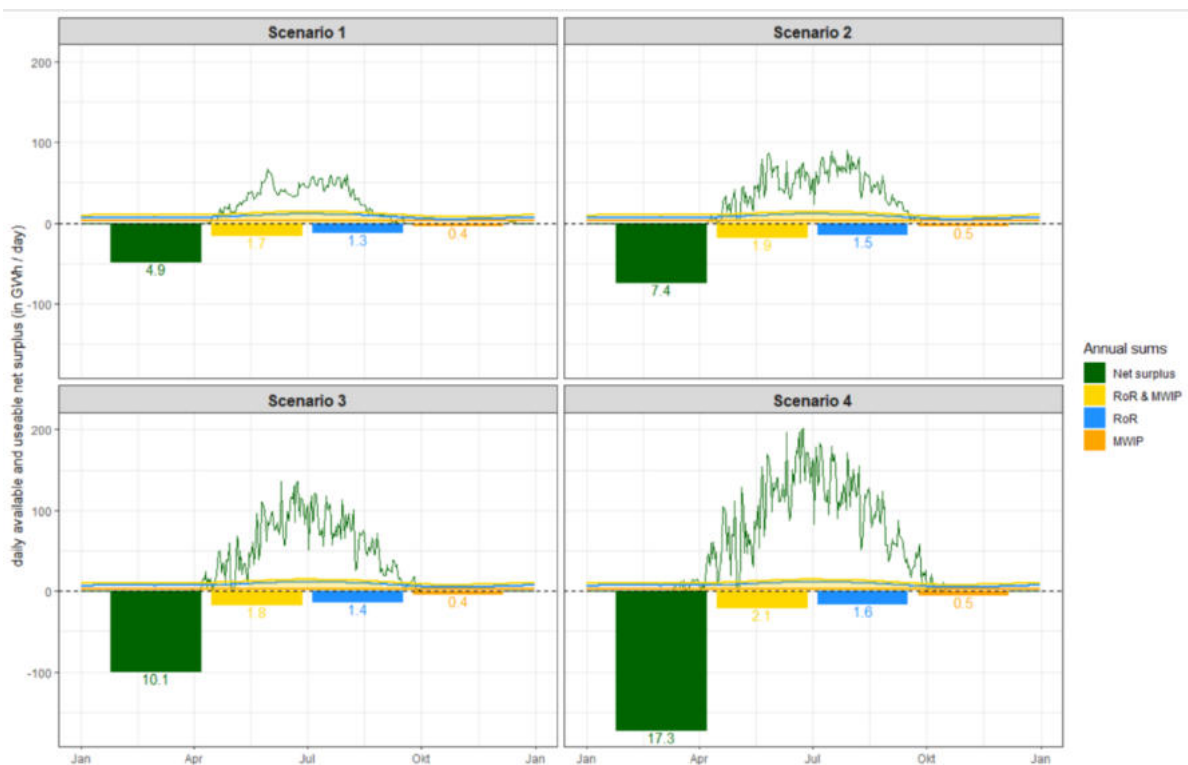 Scenario 1
Scenario 2
200
100
0
-100
4.9
1.7
1.3
0.4
7.4
1.9
1.5
0.5
daily available and useable net surplus (in GWh / day)
Scenario 3
Scenario 4
200
100
0
-100
10.1
1.8
1.4
0.4
17.3
2.1
1.6
0.5
Jan Apr Jul Okt Jan
Jan Apr Jul Okt Jan
Annual sums
Net surplus
RoR & MWIP
RoR
MWIP